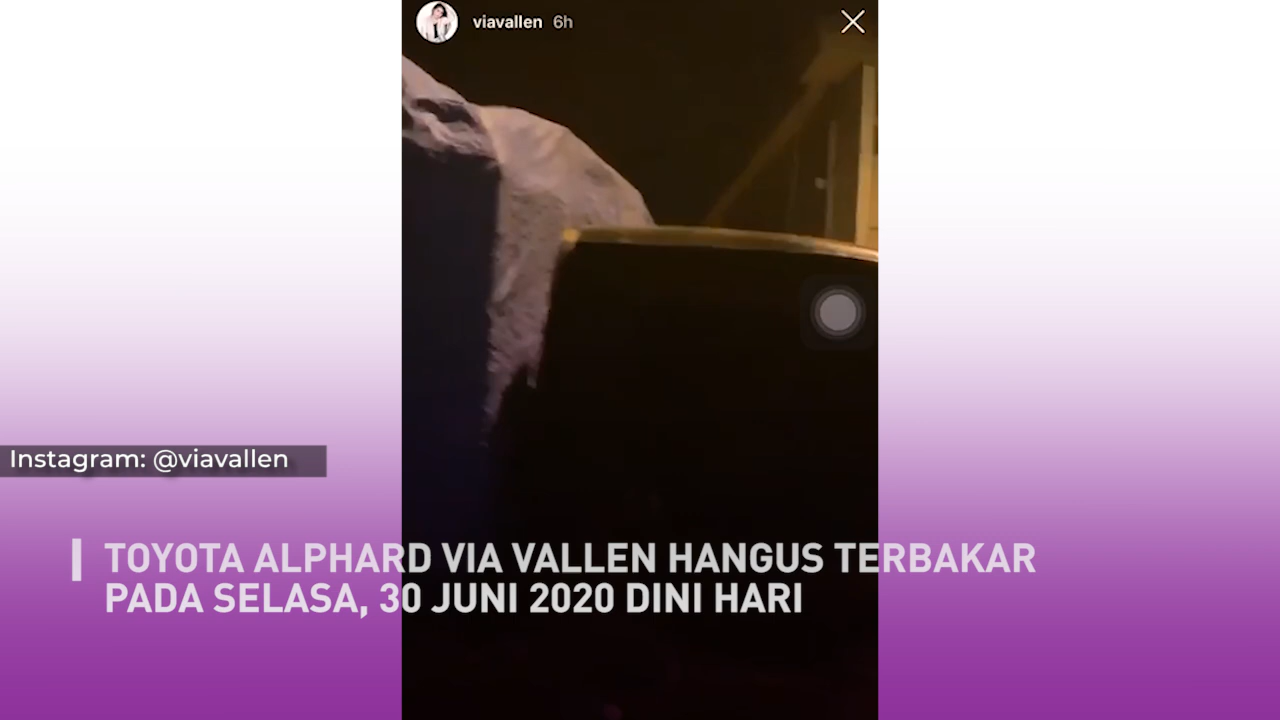 viavallen 6h
Instagram: @viavallen
TOYOTA ALPHARD VIA VALLEN HANGUS TERBAKAR
PADA SELASA, 30 JUNI 2020 DINI HARI